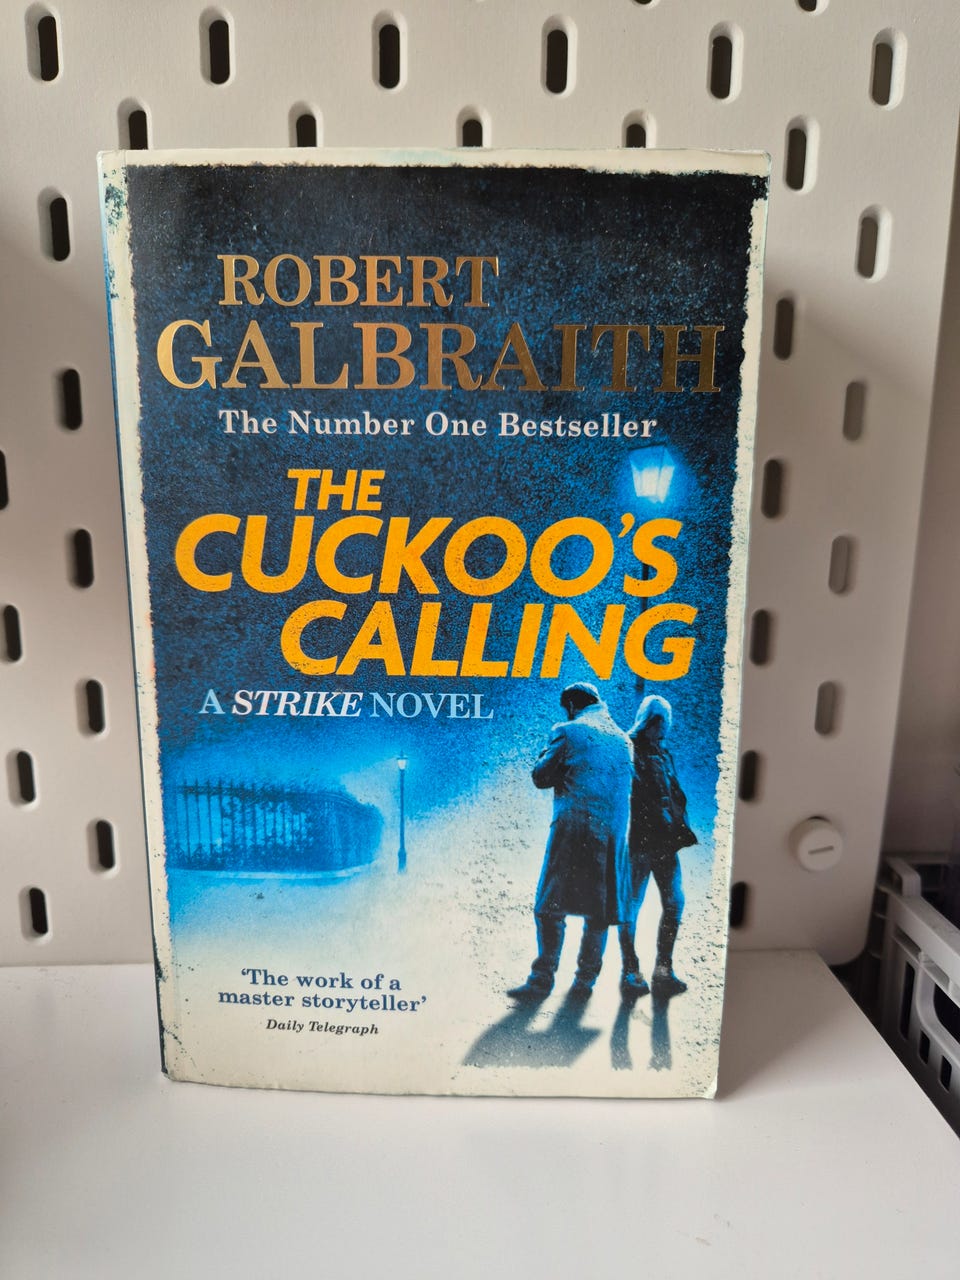 ROBERT
GALBRAITH
The Number One Bestseller
THE
CUCKOO'S
CALLING
A STRIKE NOVEL
‘The work of a
master storyteller’
Daily Telegraph